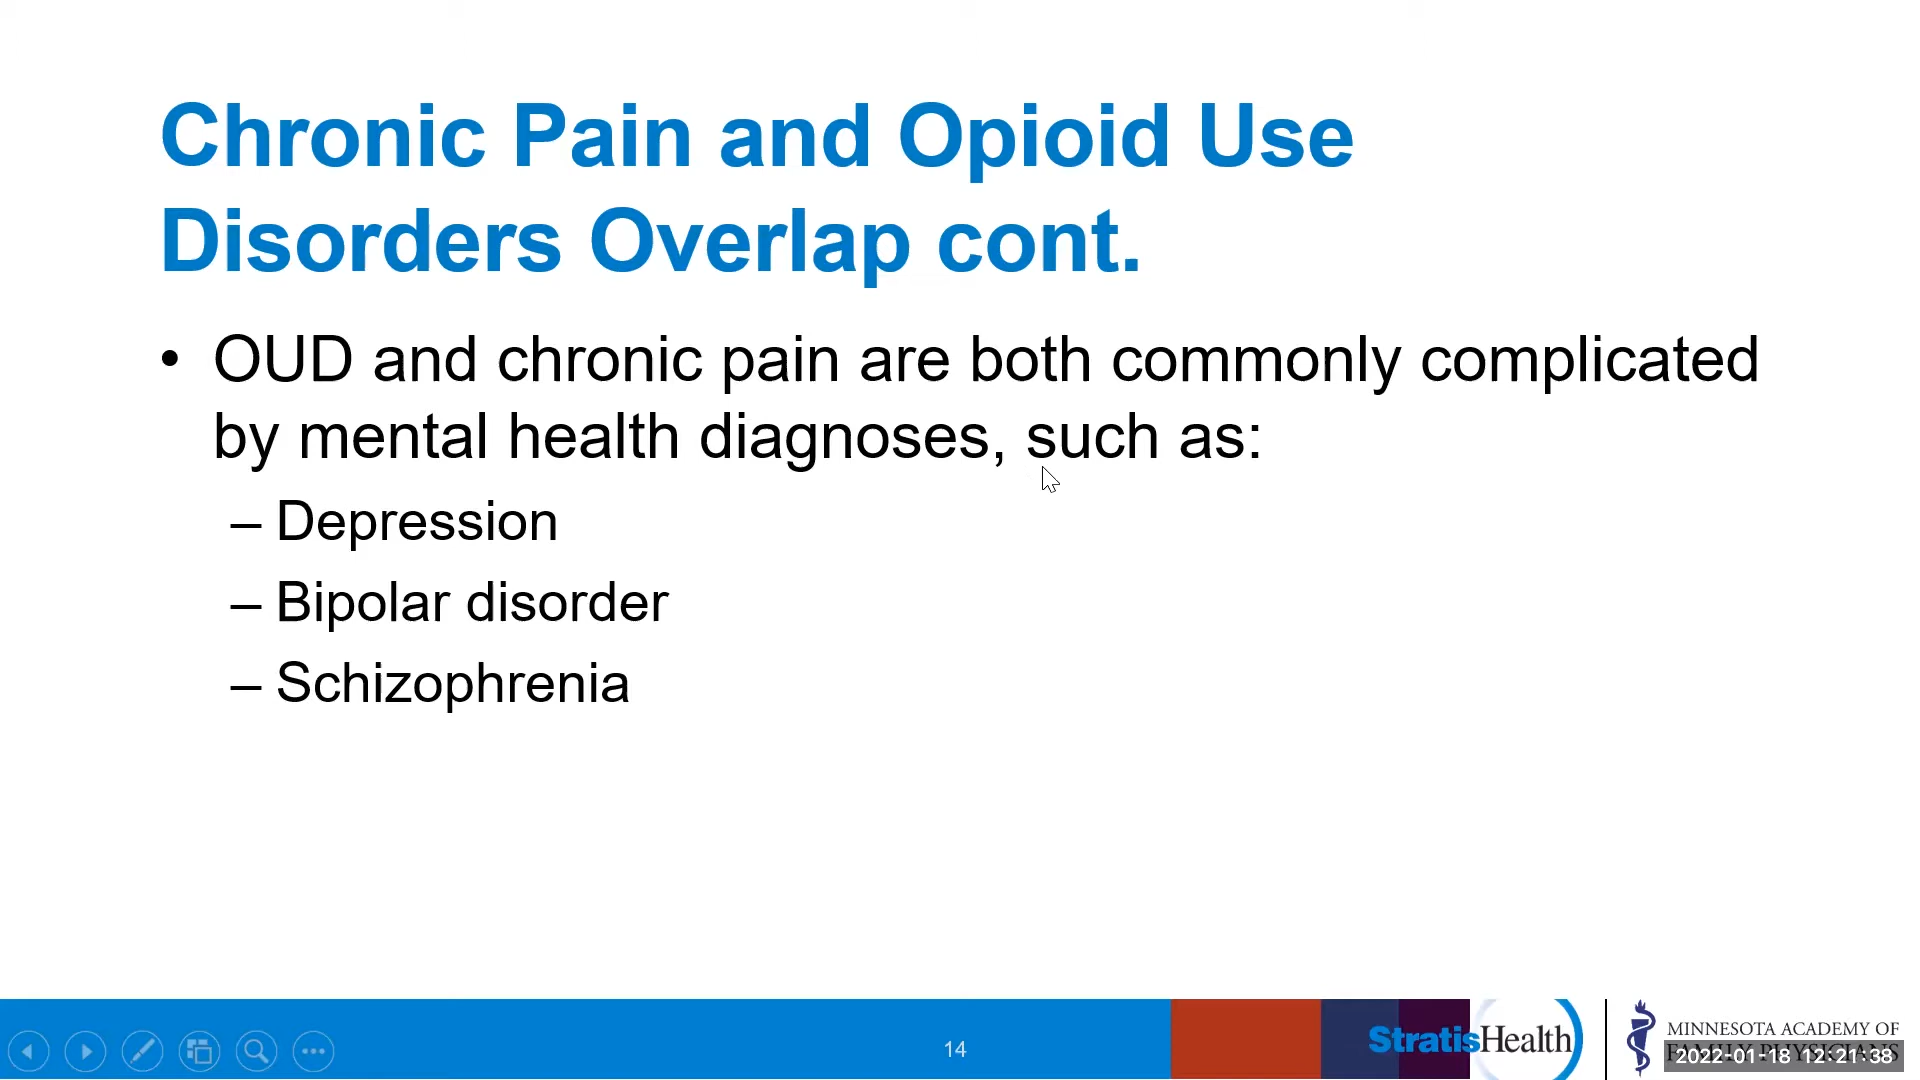 Chronic Pain and Opioid Use
Disorders Overlap cont.
• OUD and chronic pain are both commonly complicated
by mental health diagnoses, such as:
– Depression
– Bipolar disorder
– Schizophrenia
14
StratisHealth
MINNESOTA ACADEMY OF
FAMILY PHYSICIANS
2022-01-18 12:21:38